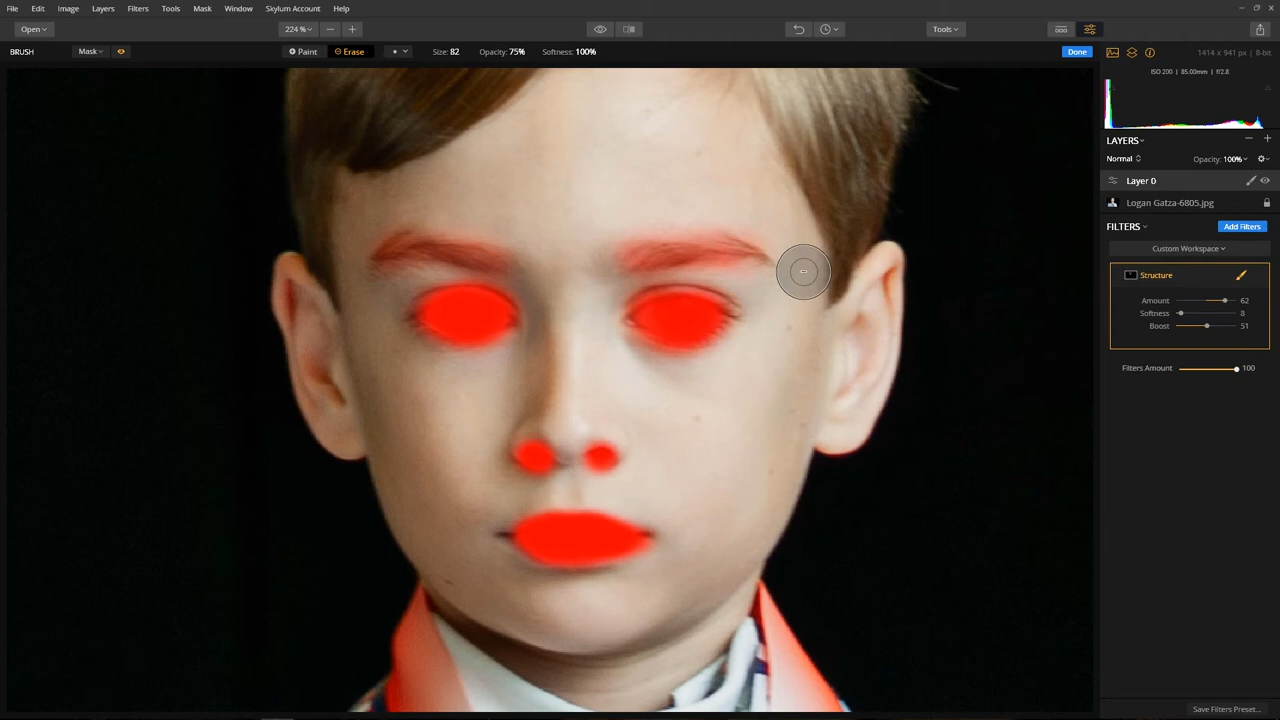 File Edit Image Layers Filters Tools Mask Window Skylum Account Help
Open 224 % Tools
BRUSH Mask Paint Erase Size: 82 Opacity: 75% Softness: 100% Done 1414 x 941 px | 8-bit
ISO 200 | 85.00mm | f/2.8
LAYERS
Normal Opacity: 100%
Layer 0
Logan Gatza-6805.jpg
FILTERS Add Filters
Custom Workspace
Structure
Amount 62
Softness 8
Boost 51
Filters Amount 100
Save Filters Preset...